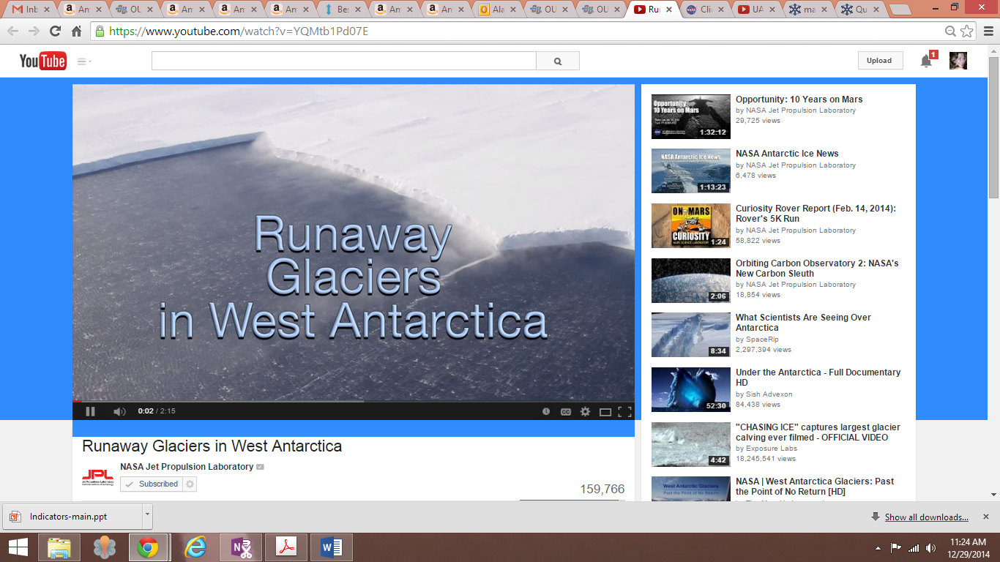 Inb
An
OU
An
An
An
Bes
An
An
Ala
OU
OU
Ru
Cli
UA
ma
Qu
https://www.youtube.com/watch?v=YQMtb1Pd07E
YouTube
Upload
1
Runaway
Glaciers
in West Antarctica
0:02 / 2:15
CC
Runaway Glaciers in West Antarctica
JPL
Jet Propulsion Laboratory
NASA Jet Propulsion Laboratory
Subscribed
159,766
Opportunity:
10 Years on Mars
1:32:12
Opportunity: 10 Years on Mars
by NASA Jet Propulsion Laboratory
29,725 views
NASA Antarctic Ice News
1:13:23
NASA Antarctic Ice News
by NASA Jet Propulsion Laboratory
6,478 views
ON MARS
CURIOSITY
MARS SCIENCE LABORATORY
1:24
Curiosity Rover Report (Feb. 14, 2014):
Rover's 5K Run
by NASA Jet Propulsion Laboratory
58,822 views
2:06
Orbiting Carbon Observatory 2: NASA's
New Carbon Sleuth
by NASA Jet Propulsion Laboratory
18,854 views
8:34
What Scientists Are Seeing Over
Antarctica
by SpaceRip
2,297,394 views
52:30
Under the Antarctica - Full Documentary
HD
by Sish Advexon
84,438 views
4:42
"CHASING ICE" captures largest glacier
calving ever filmed - OFFICIAL VIDEO
by Exposure Labs
18,245,541 views
West Antarctic Glaciers:
Past the Point of No Return
NASA | West Antarctica Glaciers: Past
the Point of No Return [HD]
Indicators-main.ppt
Show all downloads...
11:24 AM
12/29/2014